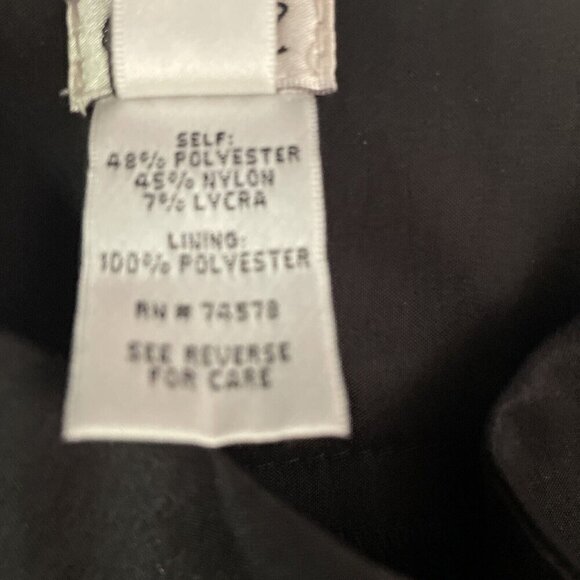 SELF:
48% POLYESTER
45% NYLON
7% LYCRA
LINING:
100% POLYESTER
RN # 74578
SEE REVERSE
FOR CARE